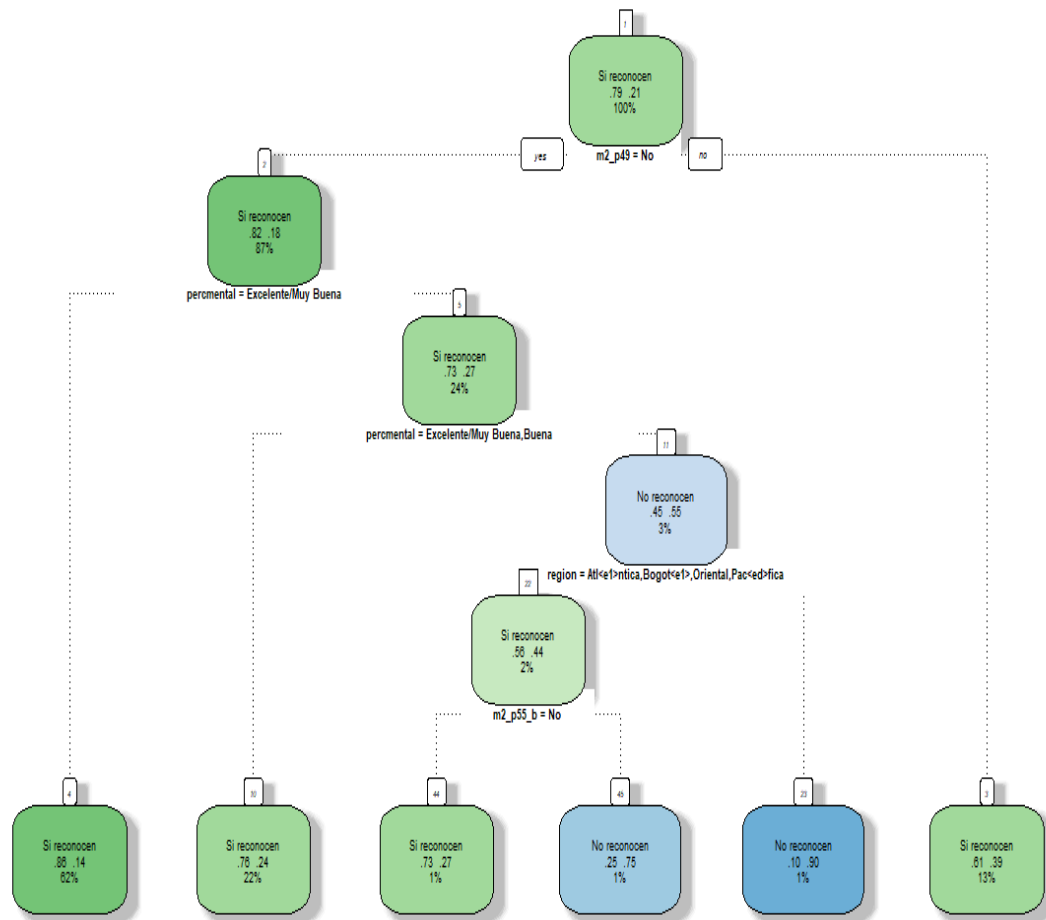 1
Si reconocen
.79 .21
100%
yes
m2_p49 = No
no
2
Si reconocen
.82 .18
87%
percmental = Excelente/Muy Buena
5
Si reconocen
.73 .27
24%
percmental = Excelente/Muy Buena,Buena
11
No reconocen
.45 .55
3%
region = Atl<e1>ntica,Bogot<e1>,Oriental,Pac<ed>fica
22
Si reconocen
.56 .44
2%
m2_p55_b = No
4
Si reconocen
.86 .14
62%
10
Si reconocen
.76 .24
22%
44
Si reconocen
.73 .27
1%
45
No reconocen
.25 .75
1%
23
No reconocen
.10 .90
1%
3
Si reconocen
.61 .39
13%